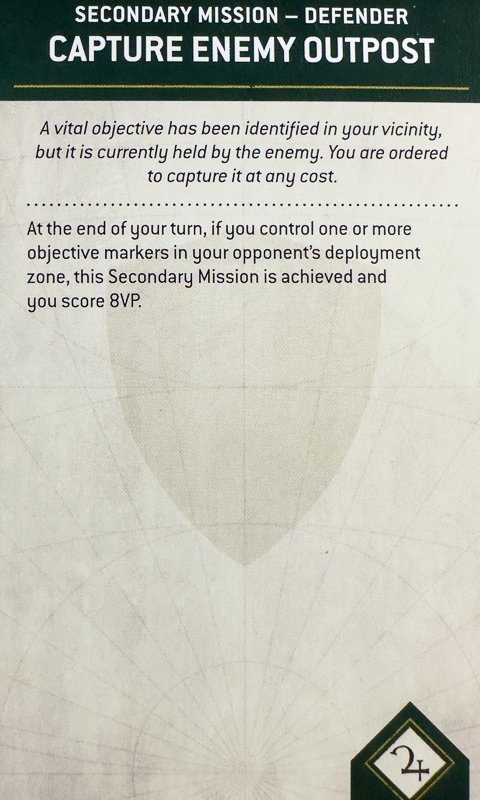 SECONDARY MISSION – DEFENDER
CAPTURE ENEMY OUTPOST
A vital objective has been identified in your vicinity,
but it is currently held by the enemy. You are ordered
to capture it at any cost.
At the end of your turn, if you control one or more
objective markers in your opponent's deployment
zone, this Secondary Mission is achieved and
you score 8VP.